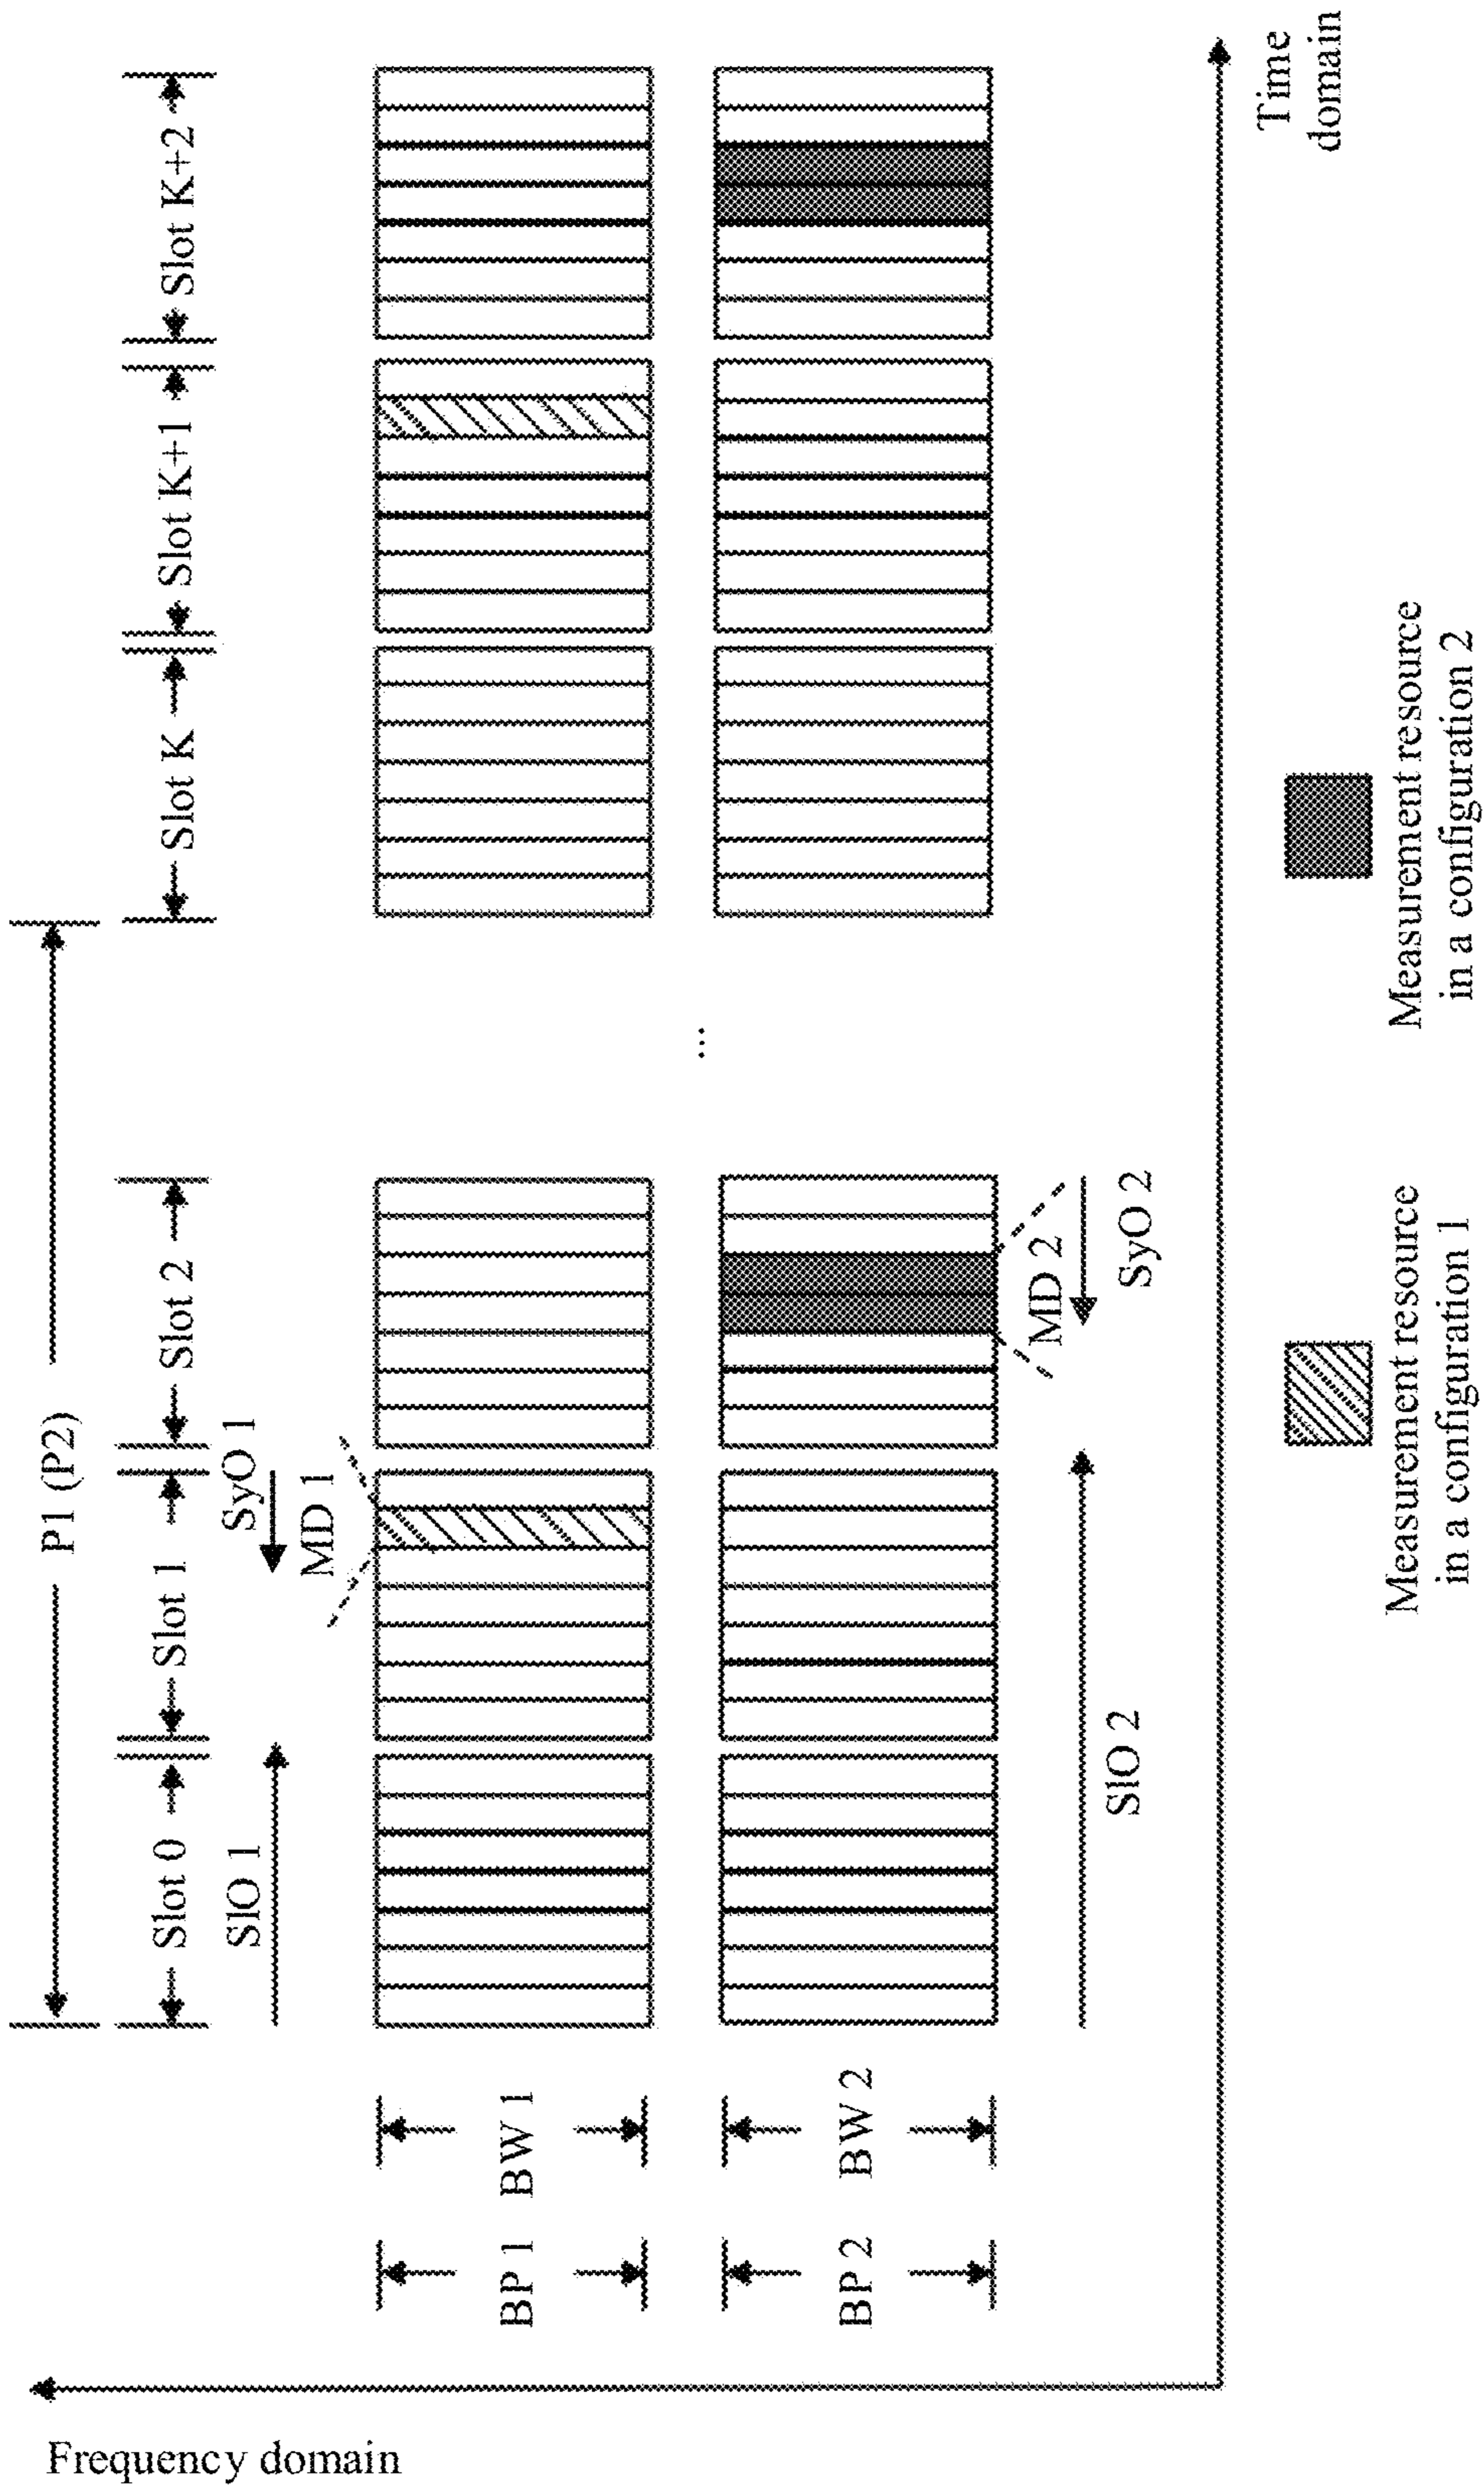 P1 (P2)
Slot 0
Slot 1
Slot 2
Slot K
Slot K+1
Slot K+2
SlO 1
SyO 1
MD 1
BP 1
BW 1
...
BP 2
BW 2
MD 2
SlO 2
SyO 2
Frequency domain
Time
domain
Measurement resource
in a configuration 1
Measurement resource
in a configuration 2